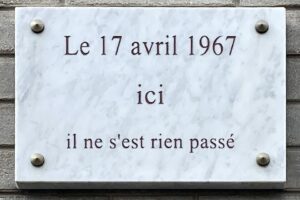 Le 17 avril 1967
ici
il ne s'est rien passé